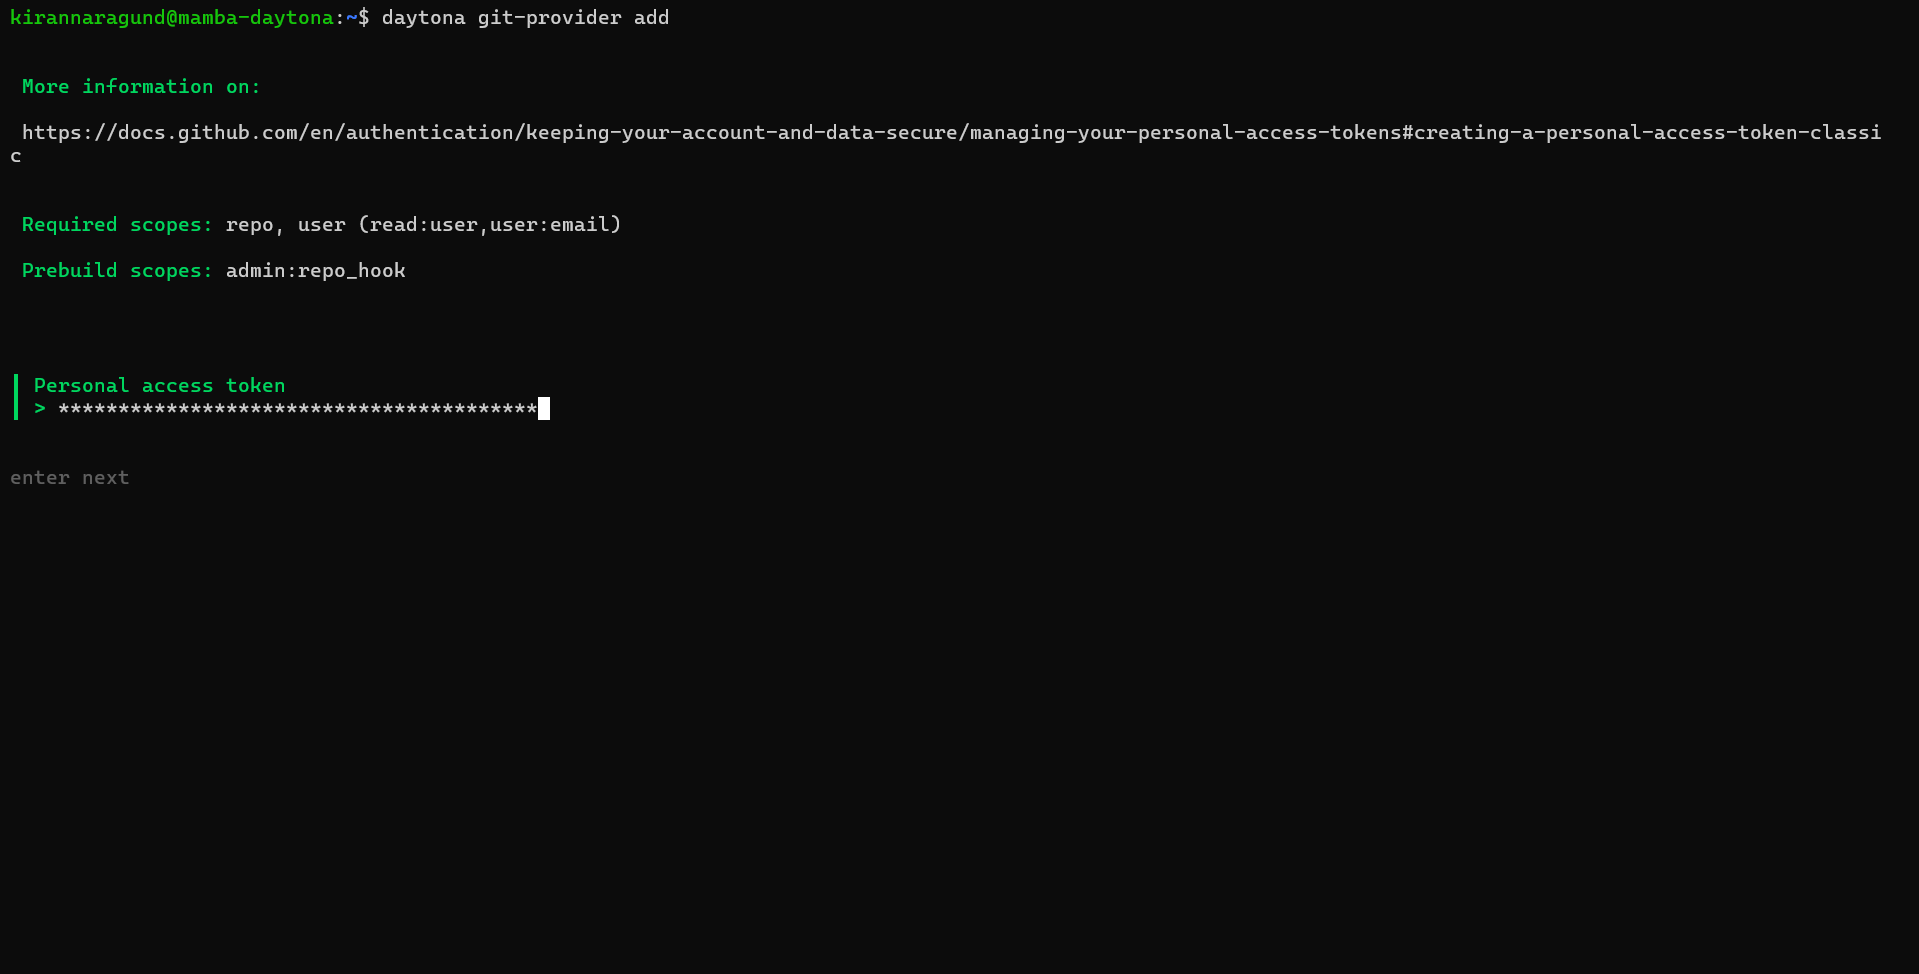 kirannaragund@mamba-daytona:~$ daytona git-provider add
More information on:
https://docs.github.com/en/authentication/keeping-your-account-and-data-secure/managing-your-personal-access-tokens#creating-a-personal-access-token-classi
c
Required scopes: repo, user (read:user,user:email)
Prebuild scopes: admin:repo_hook
Personal access token
> ****************************************
enter next